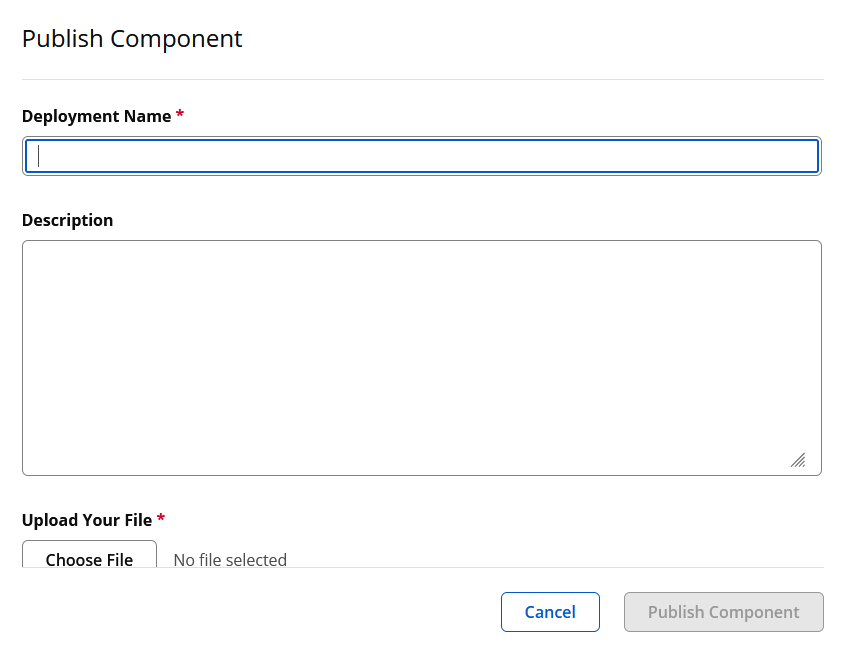 Publish Component
Deployment Name *
Description
Upload Your File *
Choose File No file selected
Cancel Publish Component